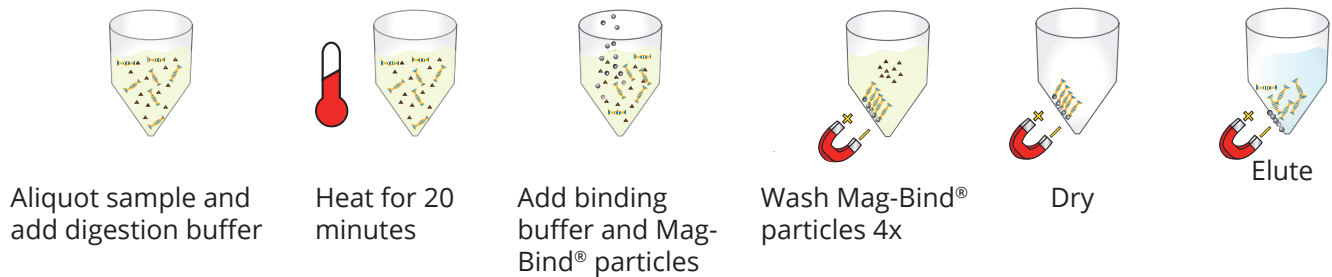 Aliquot sample and
add digestion buffer
Heat for 20
minutes
Add binding
buffer and Mag-
Bind® particles
Wash Mag-Bind®
particles 4x
Dry
Elute